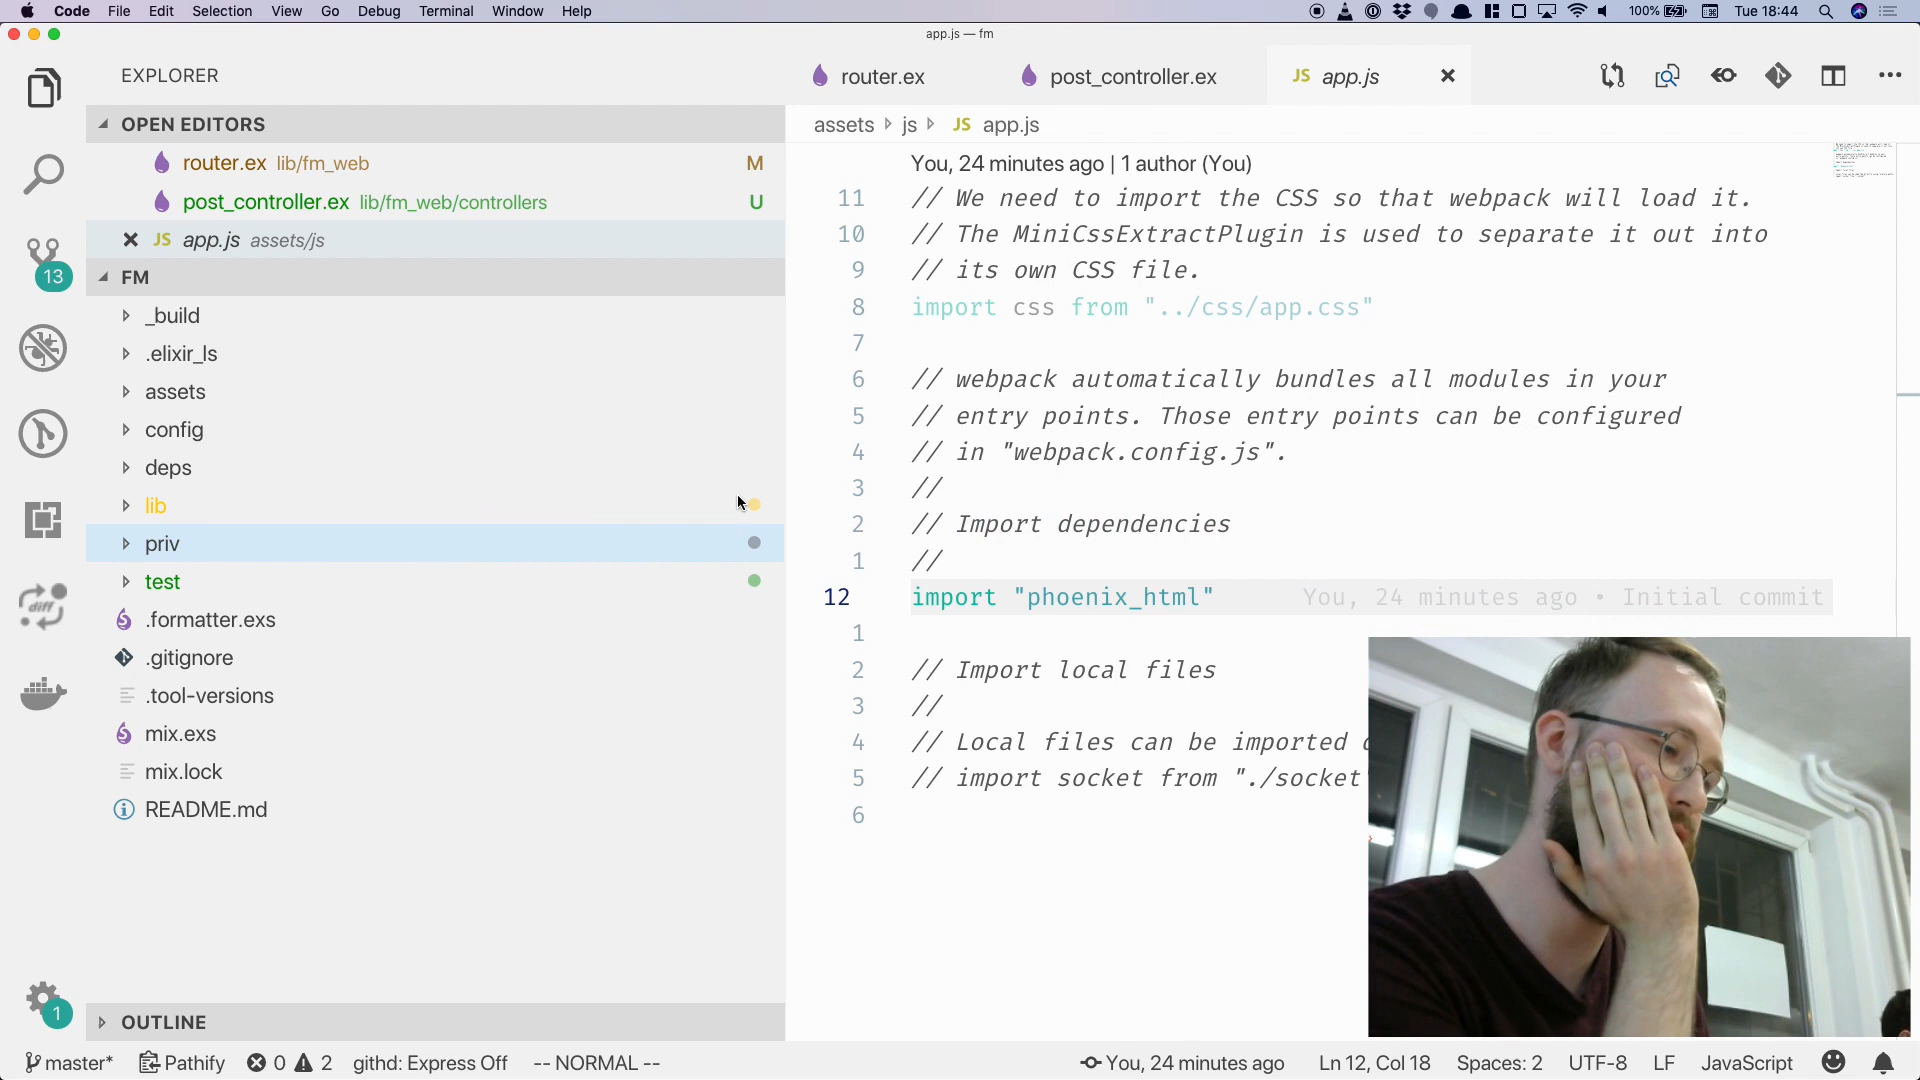 Code File Edit Selection View Go Debug Terminal Window Help 100% Tue 18:44
app.js — fm
EXPLORER
router.ex post_controller.ex JS app.js
OPEN EDITORS
assets js JS app.js
router.ex lib/fm_web M
post_controller.ex lib/fm_web/controllers U
JS app.js assets/js
FM
_build
.elixir_ls
assets
config
deps
lib
priv
test
.formatter.exs
.gitignore
.tool-versions
mix.exs
mix.lock
README.md
OUTLINE
13
diff
1
You, 24 minutes ago | 1 author (You)
11 // We need to import the CSS so that webpack will load it.
10 // The MiniCssExtractPlugin is used to separate it out into
9 // its own CSS file.
8 import css from "../css/app.css"
7
6 // webpack automatically bundles all modules in your
5 // entry points. Those entry points can be configured
4 // in "webpack.config.js".
3 //
2 // Import dependencies
1 //
12 import "phoenix_html" You, 24 minutes ago • Initial commit
1
2 // Import local files
3 //
4 // Local files can be imported
5 // import socket from "./socket"
6
master* Pathify 0 2 githd: Express Off -- NORMAL -- You, 24 minutes ago Ln 12, Col 18 Spaces: 2 UTF-8 LF JavaScript